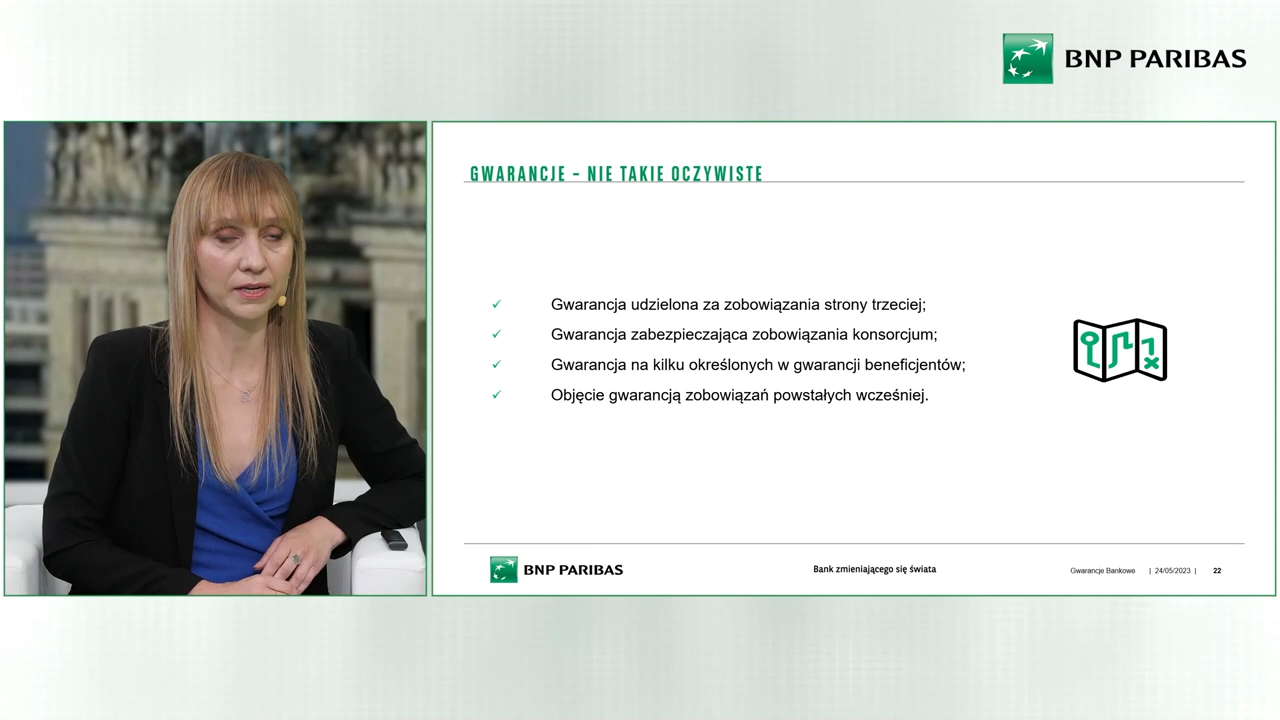 BNP PARIBAS
GWARANCJE – NIE TAKIE OCZYWISTE
Gwarancja udzielona za zobowiązania strony trzeciej;
Gwarancja zabezpieczająca zobowiązania konsorcjum;
Gwarancja na kilku określonych w gwarancji beneficjentów;
Objęcie gwarancją zobowiązań powstałych wcześniej.
BNP PARIBAS
Bank zmieniającego się świata
Gwarancje Bankowe | 24/05/2023 | 22